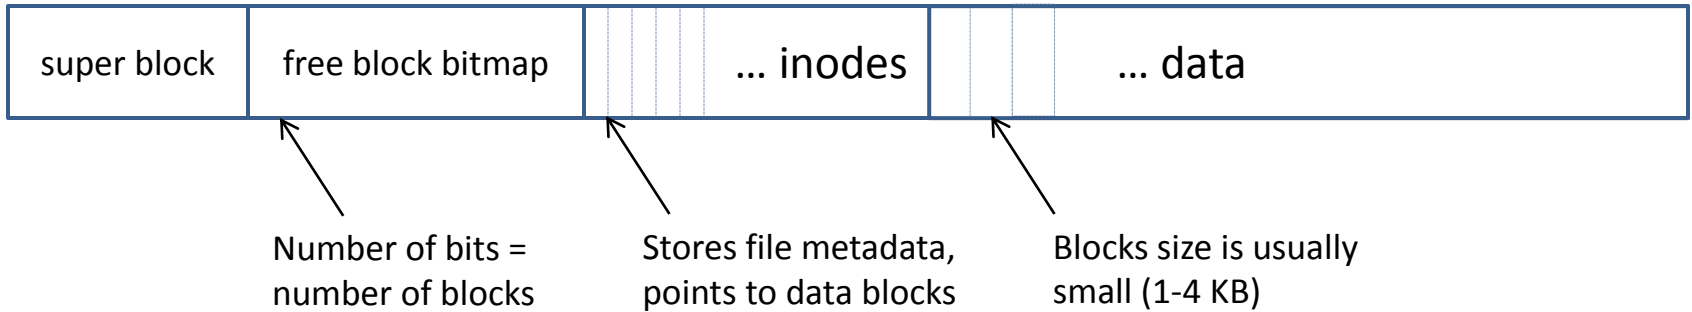 super block
free block bitmap
... inodes
... data
Number of bits =
number of blocks
Stores file metadata,
points to data blocks
Blocks size is usually
small (1-4 KB)